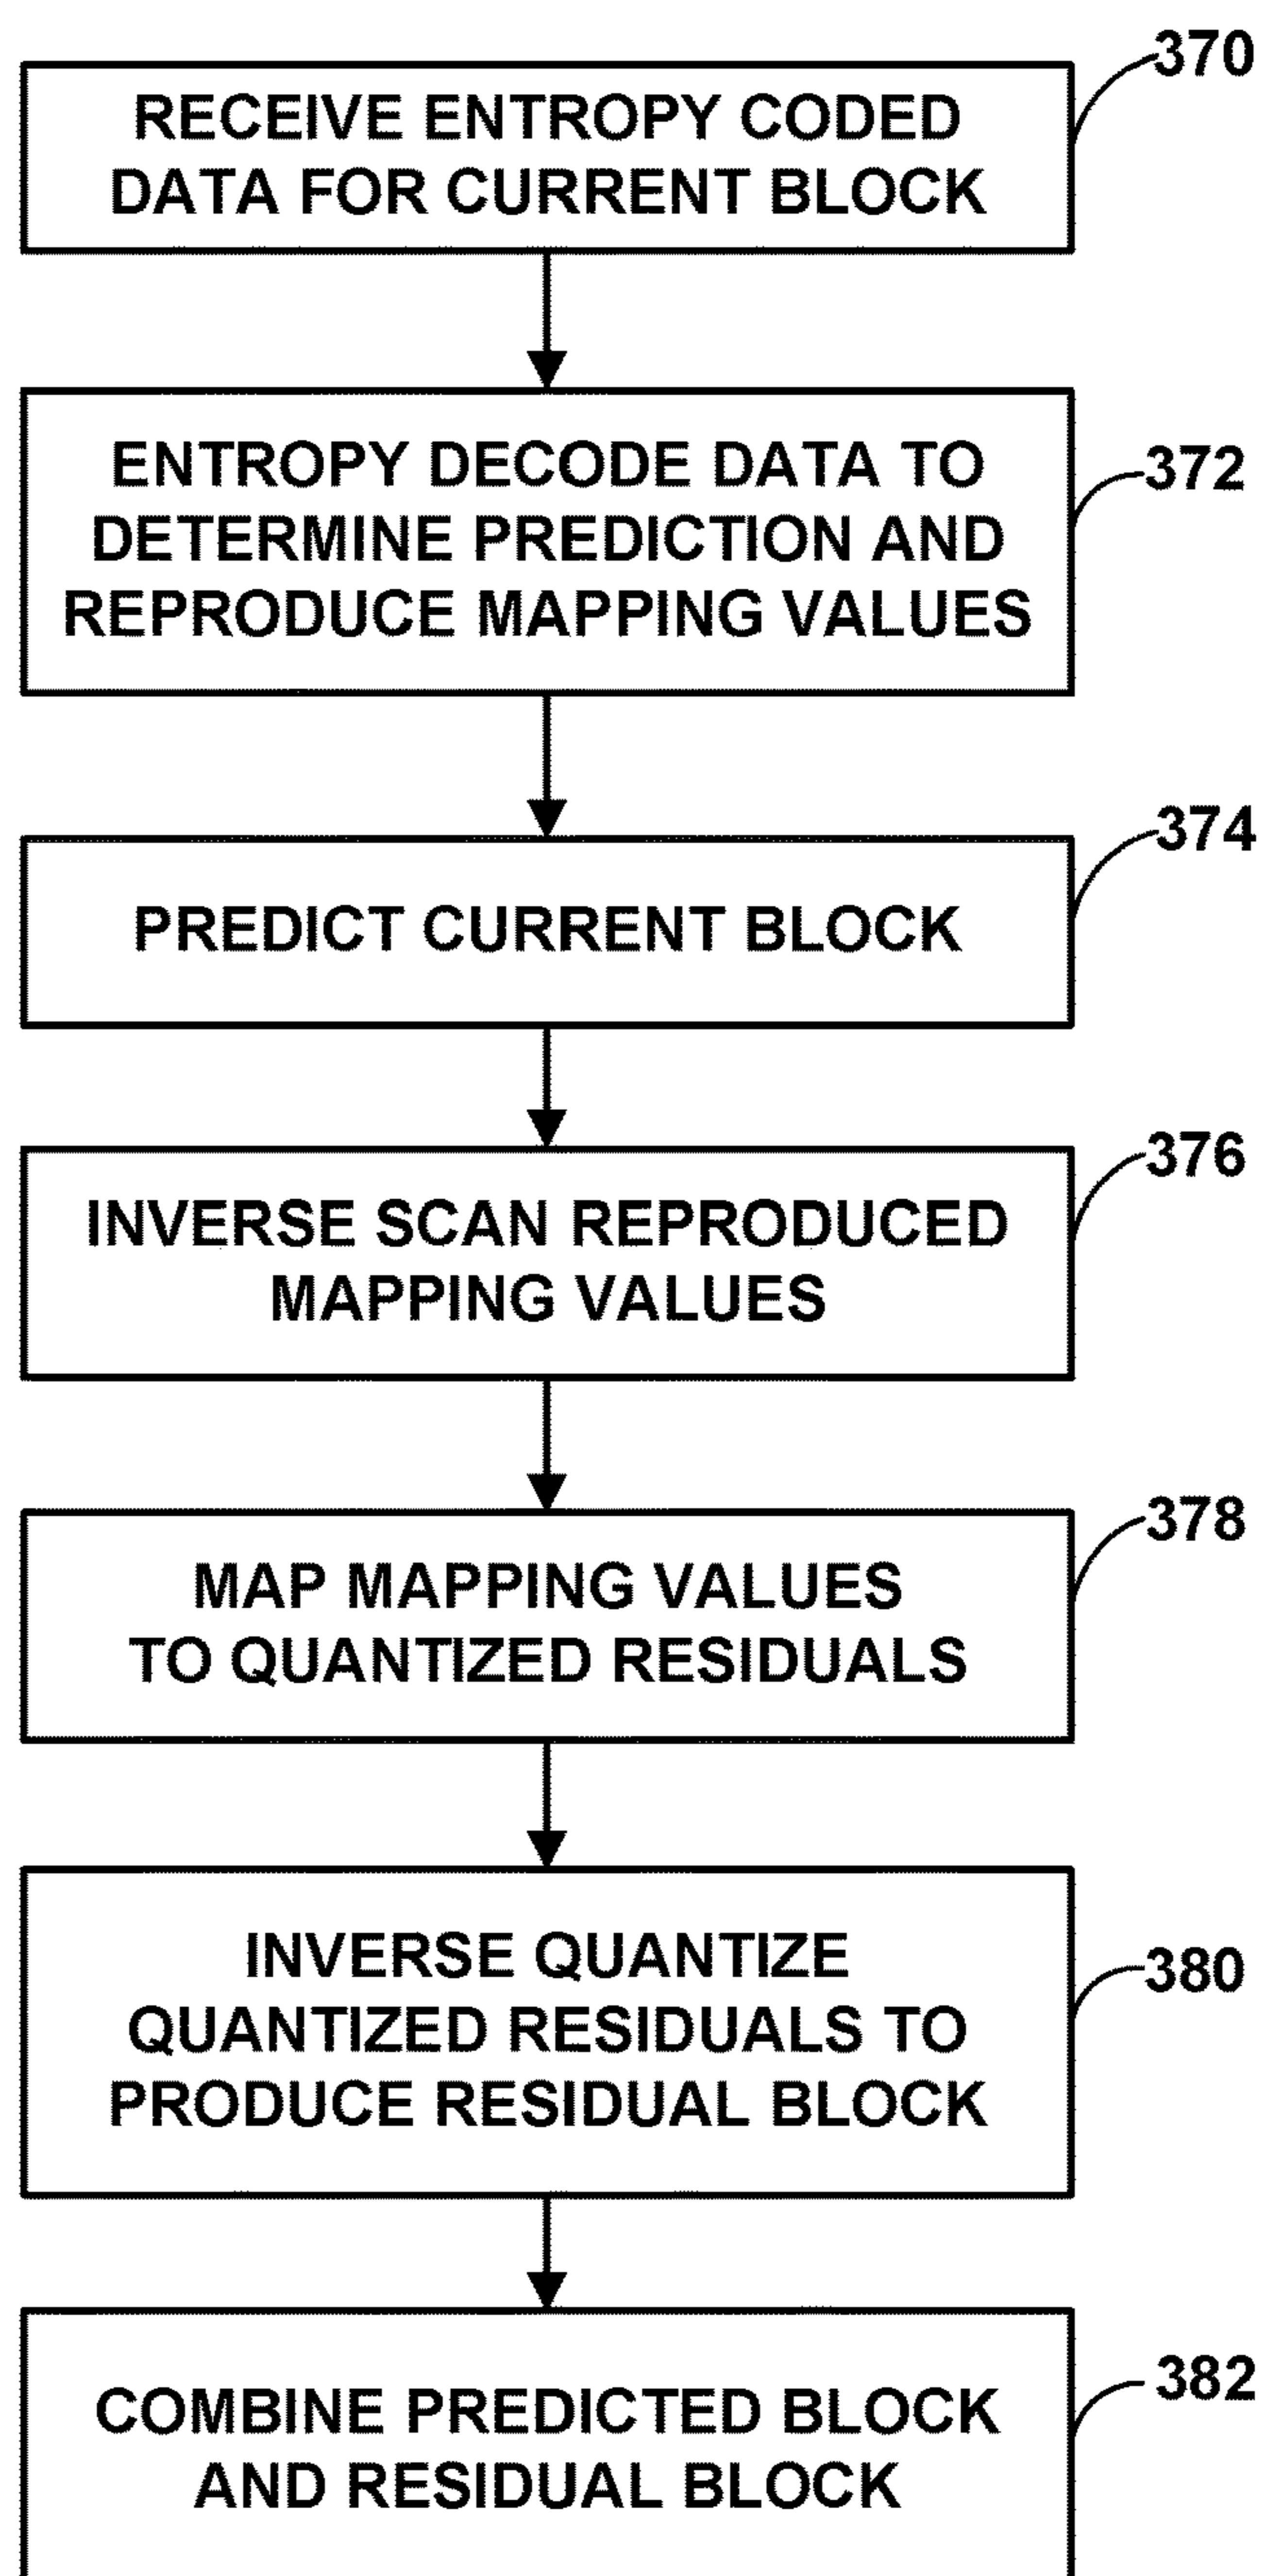 370
RECEIVE ENTROPY CODED
DATA FOR CURRENT BLOCK
372
ENTROPY DECODE DATA TO
DETERMINE PREDICTION AND
REPRODUCE MAPPING VALUES
374
PREDICT CURRENT BLOCK
376
INVERSE SCAN REPRODUCED
MAPPING VALUES
378
MAP MAPPING VALUES
TO QUANTIZED RESIDUALS
380
INVERSE QUANTIZE
QUANTIZED RESIDUALS TO
PRODUCE RESIDUAL BLOCK
382
COMBINE PREDICTED BLOCK
AND RESIDUAL BLOCK